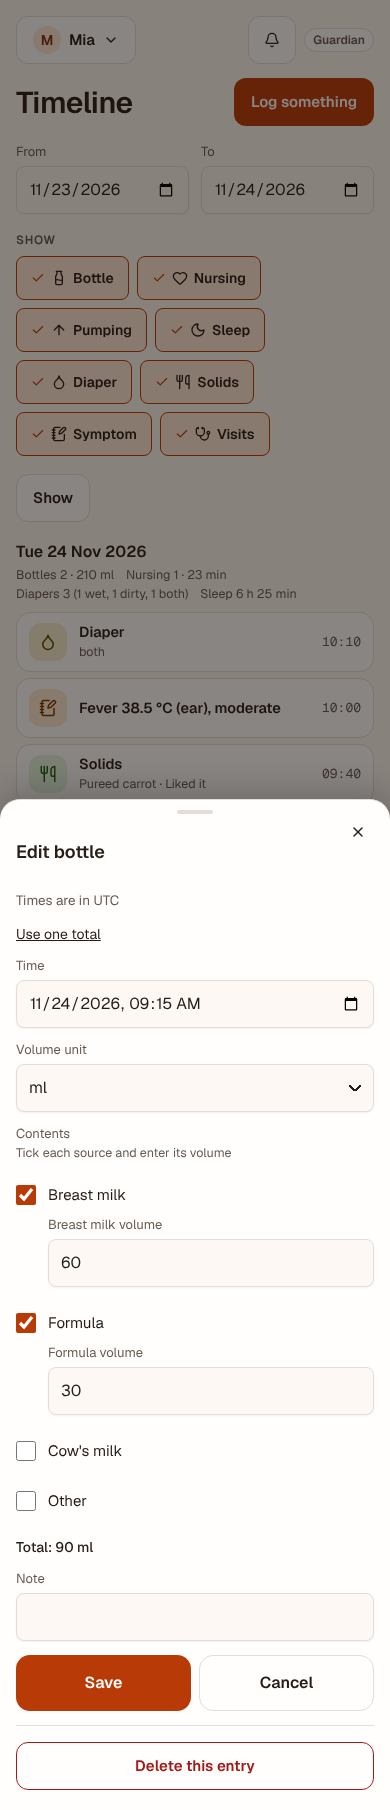 M Mia
Guardian
Timeline
Log something
From
To
11/23/2026
11/24/2026
SHOW
Bottle
Nursing
Pumping
Sleep
Diaper
Solids
Symptom
Visits
Show
Tue 24 Nov 2026
Bottles 2 · 210 ml Nursing 1 · 23 min
Diapers 3 (1 wet, 1 dirty, 1 both) Sleep 6 h 25 min
Diaper
both
10:10
Fever 38.5 °C (ear), moderate
10:00
Solids
Pureed carrot · Liked it
09:40
Edit bottle
Times are in UTC
Use one total
Time
11/24/2026, 09:15 AM
Volume unit
ml
Contents
Tick each source and enter its volume
Breast milk
Breast milk volume
60
Formula
Formula volume
30
Cow's milk
Other
Total: 90 ml
Note
Save
Cancel
Delete this entry